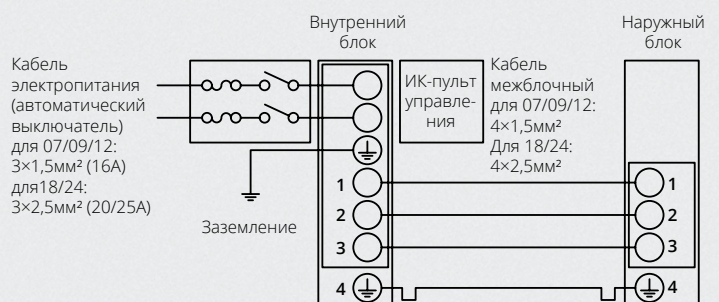 Внутренний
блок
Наружный
блок
Кабель
электропитания
(автоматический
выключатель)
для 07/09/12:
3×1,5мм² (16А)
для18/24:
3×2,5мм² (20/25А)
Заземление
ИК-пульт
управле-
ния
Кабель
межблочный
для 07/09/12:
4×1,5мм²
Для 18/24:
4×2,5мм²
1
2
3
4
1
2
3
4